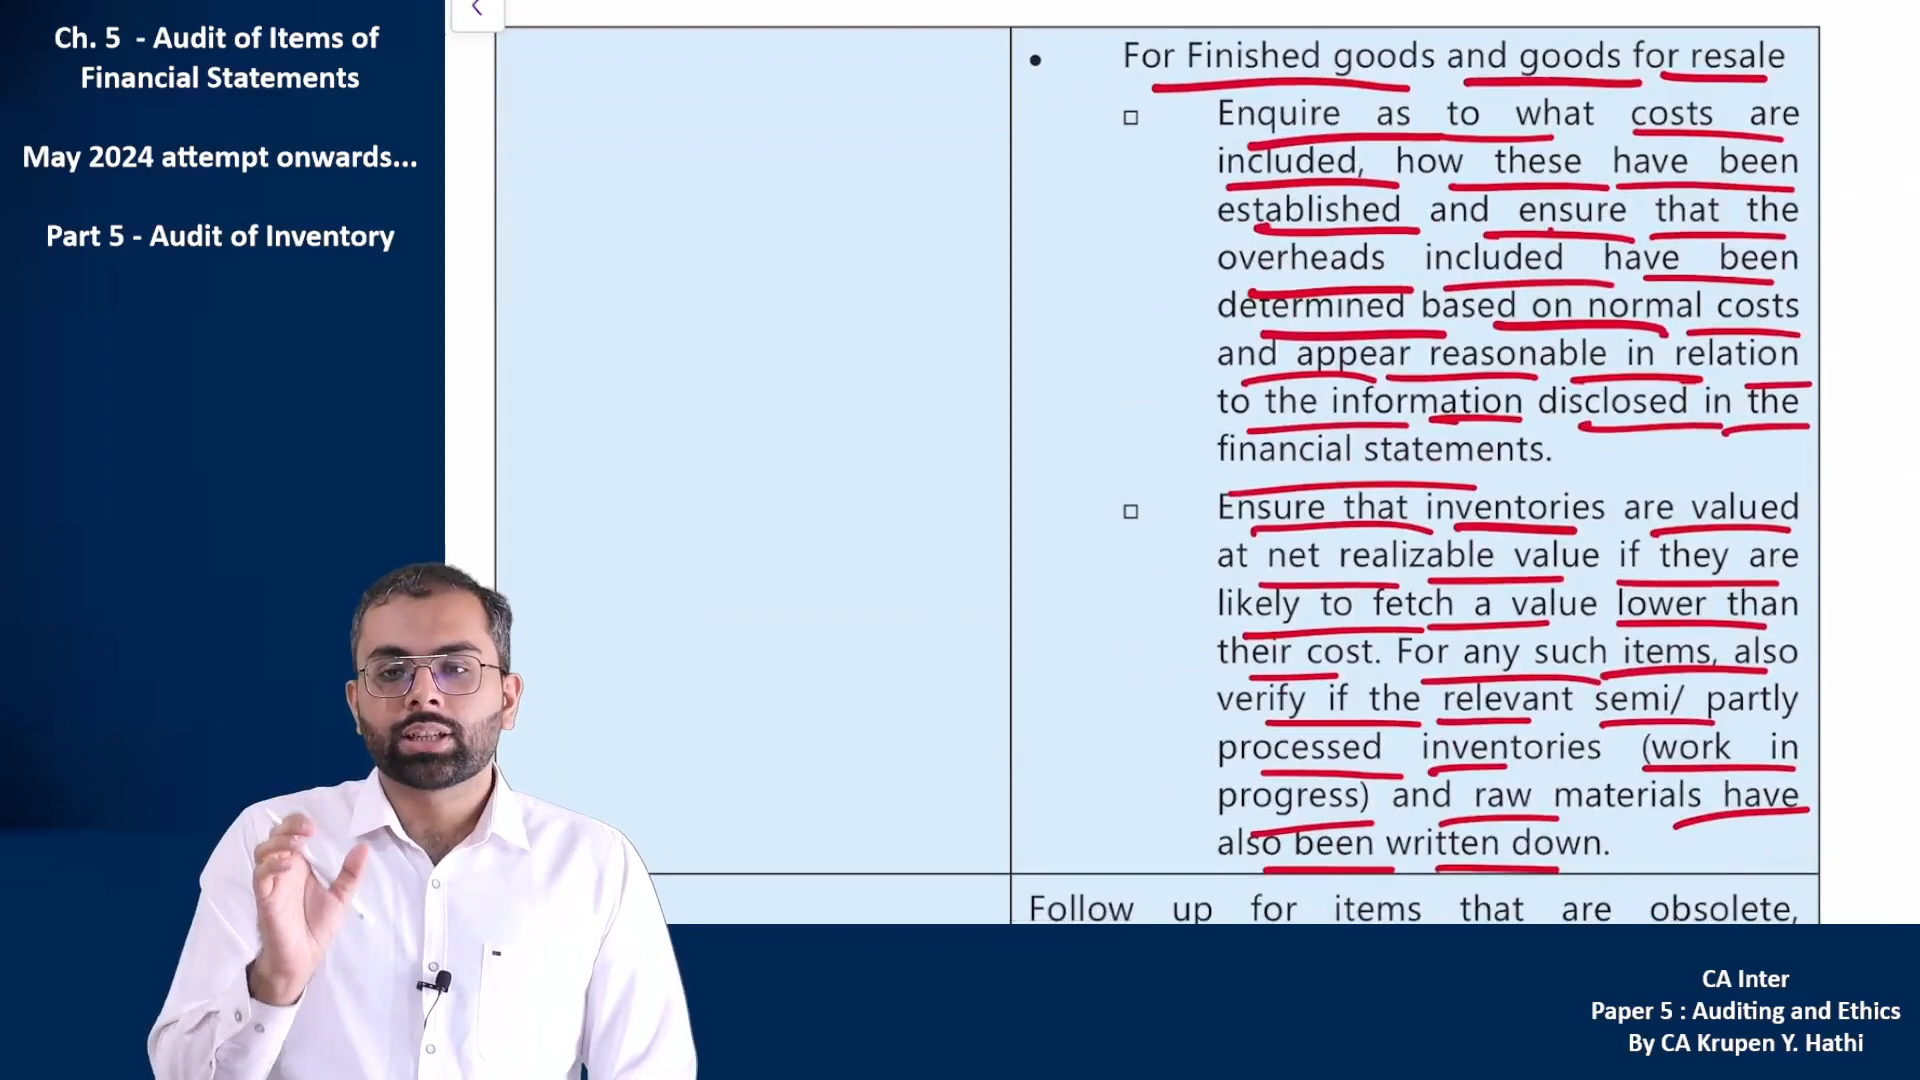 Ch. 5 - Audit of Items of
Financial Statements
May 2024 attempt onwards...
Part 5 - Audit of Inventory
• For Finished goods and goods for resale
Enquire as to what costs are
included, how these have been
established and ensure that the
overheads included have been
determined based on normal costs
and appear reasonable in relation
to the information disclosed in the
financial statements.
Ensure that inventories are valued
at net realizable value if they are
likely to fetch a value lower than
their cost. For any such items, also
verify if the relevant semi/ partly
processed inventories (work in
progress) and raw materials have
also been written down.
Follow up for items that are obsolete,
CA Inter
Paper 5 : Auditing and Ethics
By CA Krupen Y. Hathi